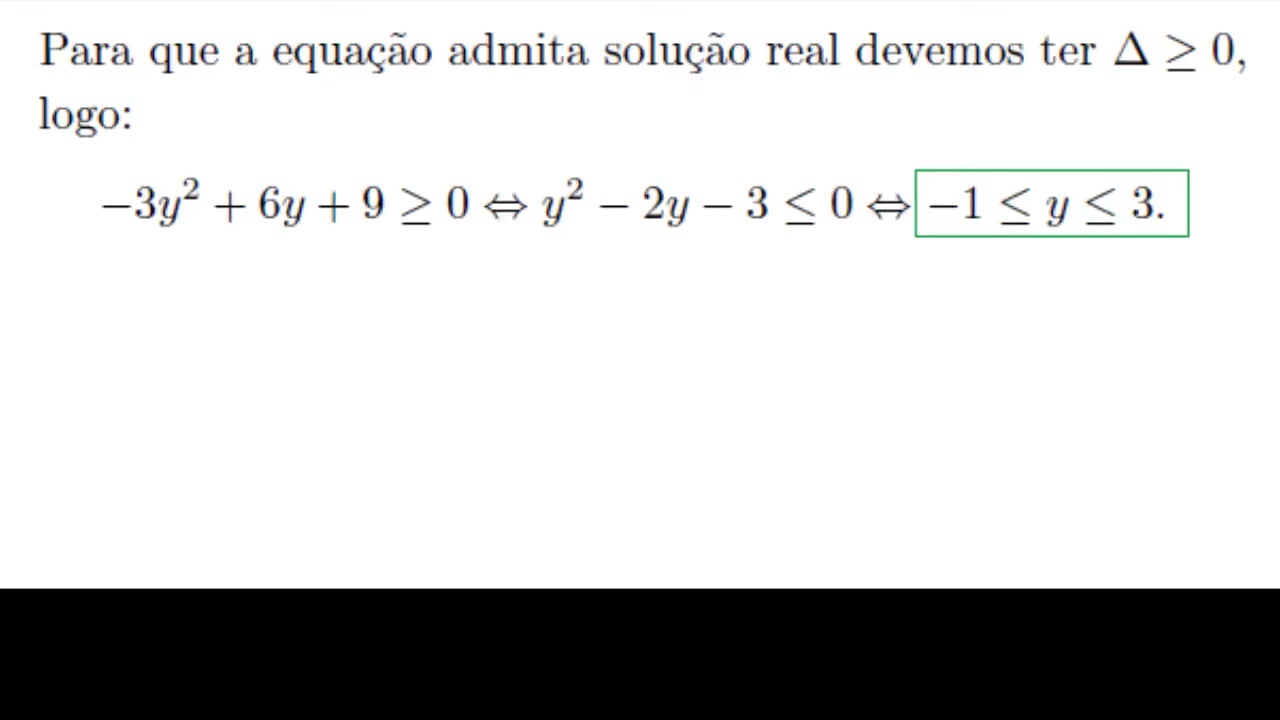 Para que a equação admita solução real devemos ter Δ ≥ 0,
logo:
−3y² + 6y + 9 ≥ 0 ⇔ y² − 2y − 3 ≤ 0 ⇔ −1 ≤ y ≤ 3.